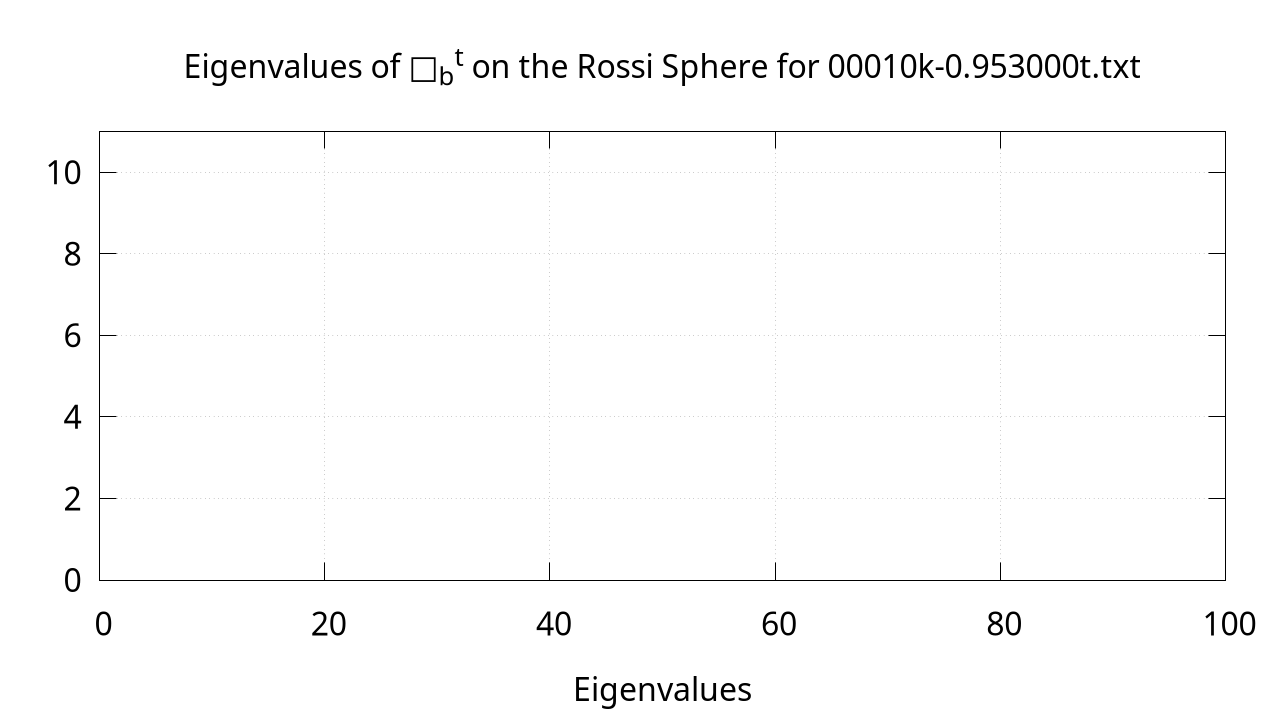 Eigenvalues of □bt on the Rossi Sphere for 00010k-0.953000t.txt
10
8
6
4
2
0
0 20 40 60 80 100
Eigenvalues